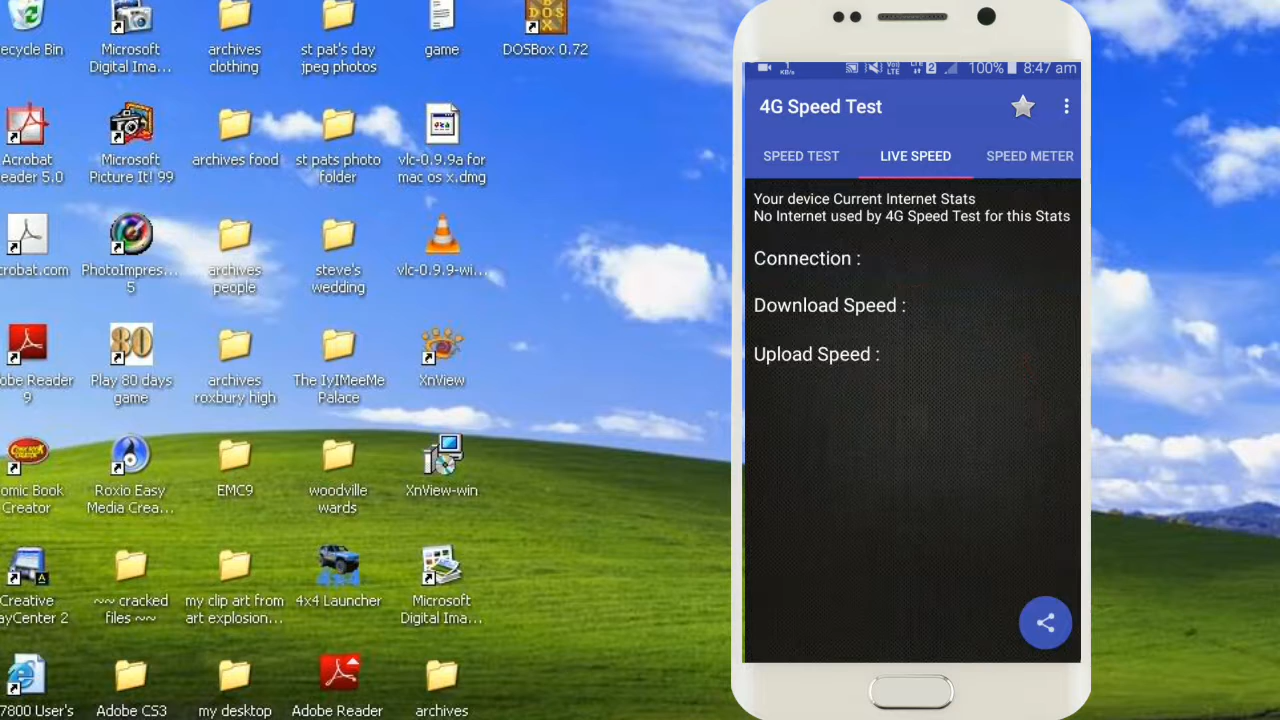 ecycle Bin
Microsoft
Digital Ima...
archives
clothing
st pat's day
jpeg photos
game
DOSBox 0.72
Acrobat
eader 5.0
Microsoft
Picture It! 99
archives food
st pats photo
folder
vlc-0.9.9a for
mac os x.dmg
crobat.com
PhotoImpres...
5
archives
people
steve's
wedding
vlc-0.9.9-wi...
obe Reader
9
80
Play 80 days
game
archives
roxbury high
The IyIMeeMe
Palace
XnView
omic Book
Creator
Roxio Easy
Media Crea...
EMC9
woodville
wards
XnView-win
Creative
ayCenter 2
~~ cracked
files ~~
my clip art from
art explosion...
4x4
4x4 Launcher
Microsoft
Digital Ima...
7800 User's
Adobe CS3
my desktop
Adobe Reader
archives
1
KB/s
LTE
2
100%
8:47 am
4G Speed Test
SPEED TEST
LIVE SPEED
SPEED METER
Your device Current Internet Stats
No Internet used by 4G Speed Test for this Stats
Connection :
Download Speed :
Upload Speed :